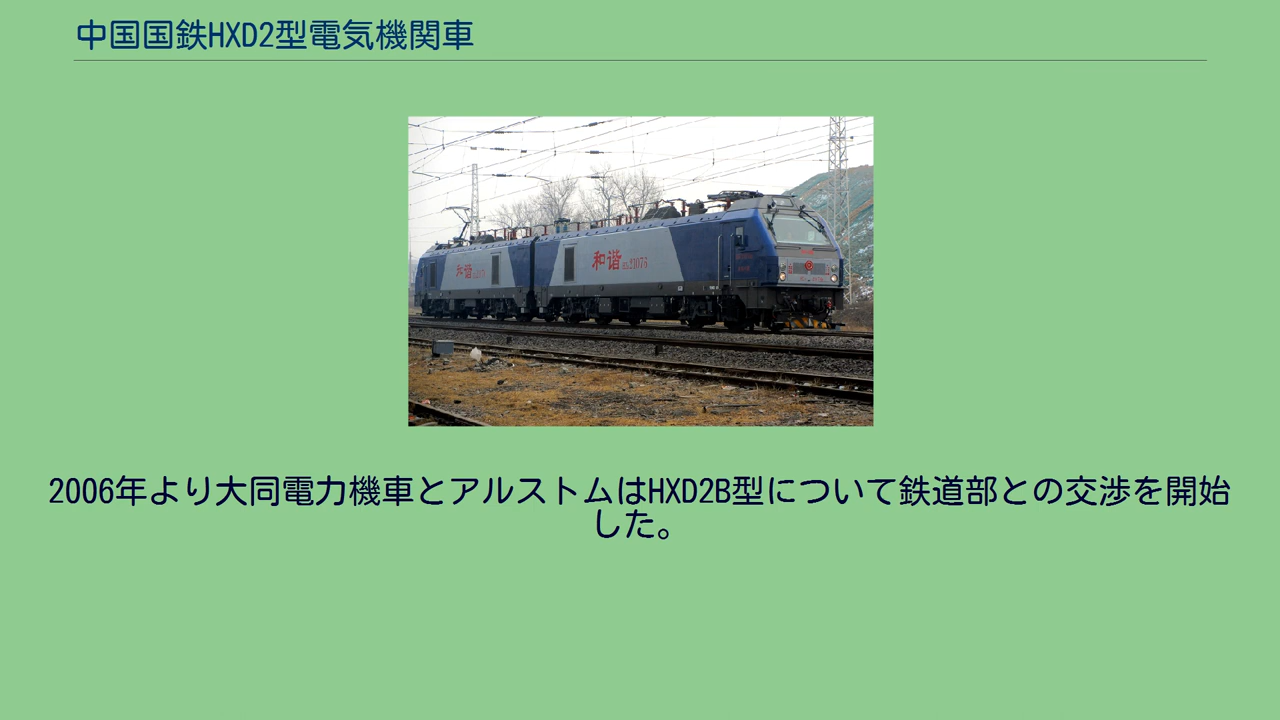 中国国鉄HXD2型電気機関車
和谐
和谐
21076
2006年より大同電力機車とアルストムはHXD2B型について鉄道部との交渉を開始
した。